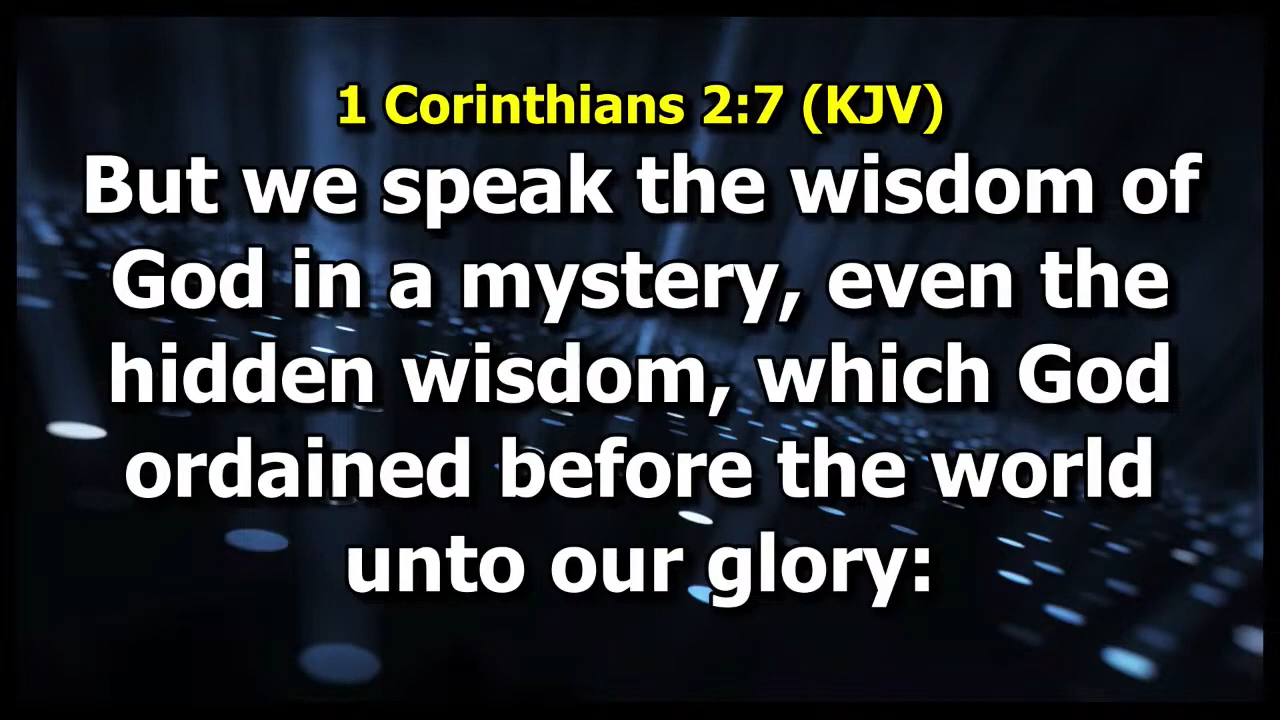 1 Corinthians 2:7 (KJV)
But we speak the wisdom of
God in a mystery, even the
hidden wisdom, which God
ordained before the world
unto our glory: